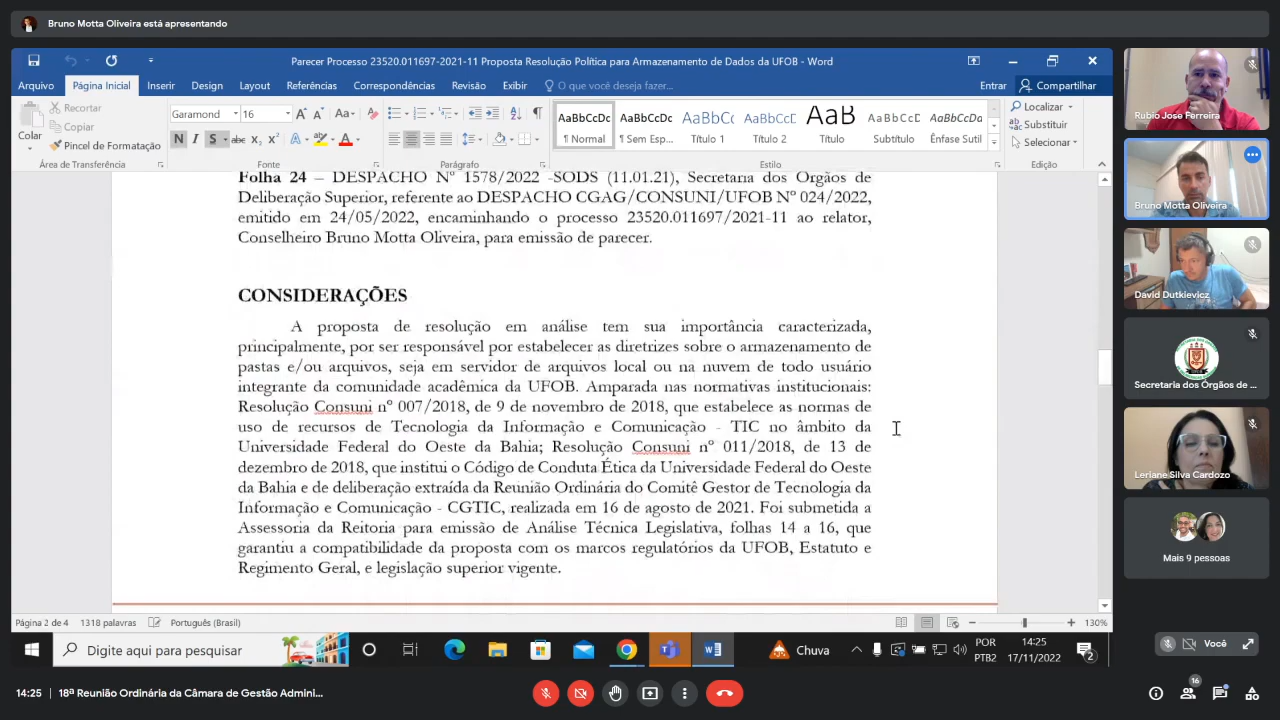 Bruno Motta Oliveira está apresentando
Parecer Processo 23520.011697-2021-11 Proposta Resolução Política para Armazenamento de Dados da UFOB - Word
Arquivo Página Inicial Inserir Design Layout Referências Correspondências Revisão Exibir O que você deseja fazer... Entrar Compartilhar
Colar
Recortar
Copiar
Pincel de Formatação
Área de Transferência
Garamond 16
N I S abc x₂ x²
Fonte
Parágrafo
AaBbCcDc AaBbCcDc AaBbCc AaBbCcD AaB AaBbCcD AaBbCcDc
¶ Normal ¶ Sem Esp... Título 1 Título 2 Título Subtítulo Ênfase Sutil
Estilo
Localizar
Substituir
Selecionar
Edição
Folha 24 – DESPACHO Nº 1578/2022 -SODS (11.01.21), Secretaria dos Órgãos de
Deliberação Superior, referente ao DESPACHO CGAG/CONSUNI/UFOB Nº 024/2022,
emitido em 24/05/2022, encaminhando o processo 23520.011697/2021-11 ao relator,
Conselheiro Bruno Motta Oliveira, para emissão de parecer.
CONSIDERAÇÕES
A proposta de resolução em análise tem sua importância caracterizada,
principalmente, por ser responsável por estabelecer as diretrizes sobre o armazenamento de
pastas e/ou arquivos, seja em servidor de arquivos local ou na nuvem de todo usuário
integrante da comunidade acadêmica da UFOB. Amparada nas normativas institucionais:
Resolução Consuni nº 007/2018, de 9 de novembro de 2018, que estabelece as normas de
uso de recursos de Tecnologia da Informação e Comunicação - TIC no âmbito da
Universidade Federal do Oeste da Bahia; Resolução Consuni nº 011/2018, de 13 de
dezembro de 2018, que institui o Código de Conduta Ética da Universidade Federal do Oeste
da Bahia e de deliberação extraída da Reunião Ordinária do Comitê Gestor de Tecnologia da
Informação e Comunicação - CGTIC, realizada em 16 de agosto de 2021. Foi submetida a
Assessoria da Reitoria para emissão de Análise Técnica Legislativa, folhas 14 a 16, que
garantiu a compatibilidade da proposta com os marcos regulatórios da UFOB, Estatuto e
Regimento Geral, e legislação superior vigente.
Página 2 de 4 1318 palavras Português (Brasil) 130%
Digite aqui para pesquisar
Chuva
POR
PTB2
14:25
17/11/2022
2
Rubio Jose Ferreira
Bruno Motta Oliveira
David Dutkievicz
Secretaria dos Órgãos de ...
Leriane Silva Cardozo
Mais 9 pessoas
Você
14:25 18ª Reunião Ordinária da Câmara de Gestão Admini...
16